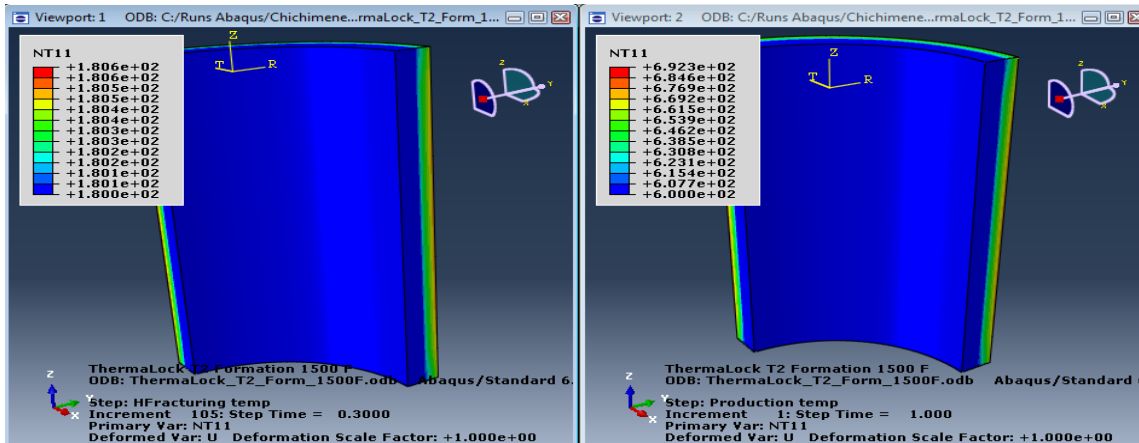 Viewport: 1 ODB: C:/Runs Abaqus/Chichimene...rmaLock_T2_Form_1...
NT11
+1.806e+02
+1.806e+02
+1.805e+02
+1.805e+02
+1.804e+02
+1.804e+02
+1.803e+02
+1.803e+02
+1.802e+02
+1.802e+02
+1.801e+02
+1.801e+02
+1.800e+02
Z
T
R
Z
Y
X
ThermaLock T2 Formation 1500 F
ODB: ThermaLock_T2_Form_1500F.odb Abaqus/Standard 6.
Step: HFracturing temp
Increment 105: Step Time = 0.3000
Primary Var: NT11
Deformed Var: U Deformation Scale Factor: +1.000e+00
Z
Y
X
Viewport: 2 ODB: C:/Runs Abaqus/Chichimene...rmaLock_T2_Form_1...
NT11
+6.923e+02
+6.846e+02
+6.769e+02
+6.692e+02
+6.615e+02
+6.539e+02
+6.462e+02
+6.385e+02
+6.308e+02
+6.231e+02
+6.154e+02
+6.077e+02
+6.000e+02
Z
T
R
Z
Y
X
ThermaLock T2 Formation 1500 F
ODB: ThermaLock_T2_Form_1500F.odb Abaqus/Standard 6.
Step: Production temp
Increment 1: Step Time = 1.000
Primary Var: NT11
Deformed Var: U Deformation Scale Factor: +1.000e+00
Z
Y
X